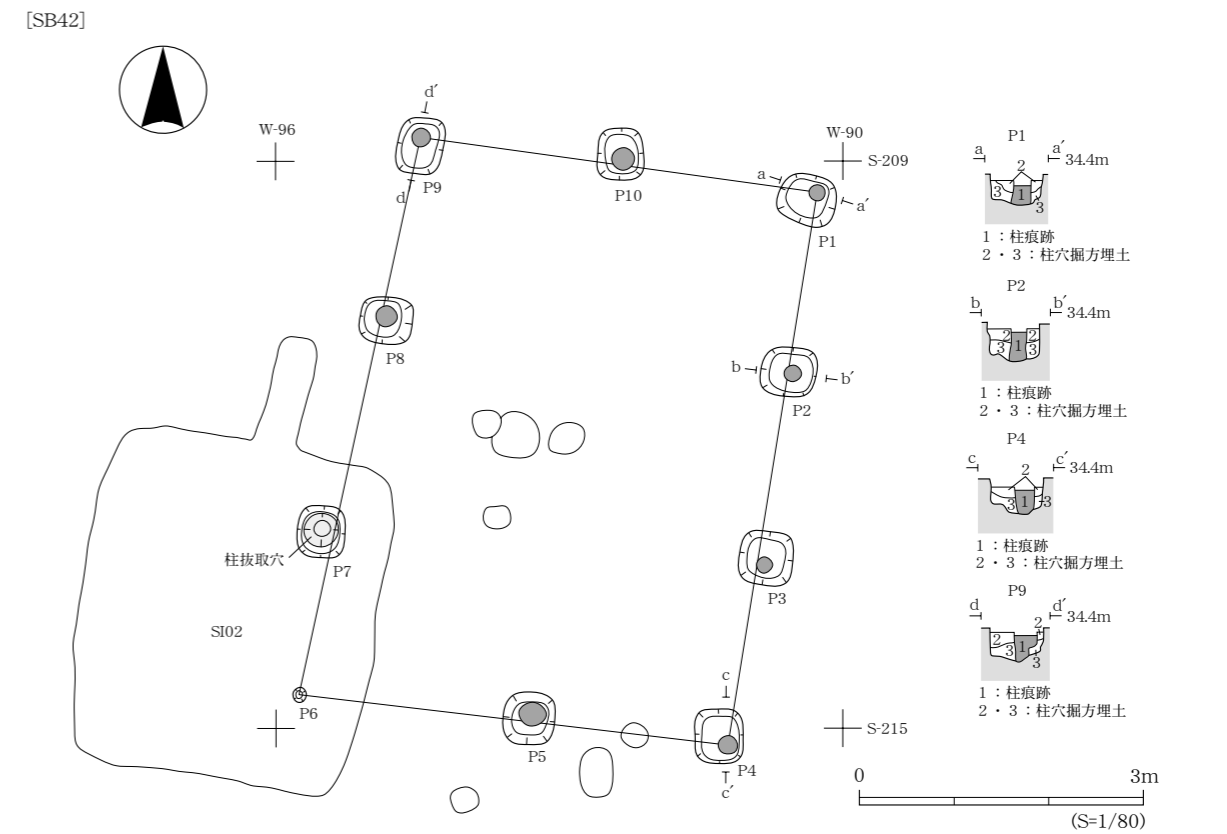 [SB42]
d´
W-96
W-90
S-209
d
P9
P10
a
a´
P1
P8
b
b´
P2
柱抜取穴
P7
P3
SI02
c
P6
P5
P4
c´
S-215
P1
a
a´
34.4m
2
3
1
3
1：柱痕跡
2・3：柱穴掘方埋土
P2
b
b´
34.4m
2
1
2
3
3
1：柱痕跡
2・3：柱穴掘方埋土
P4
c
c´
34.4m
2
3
1
3
1：柱痕跡
2・3：柱穴掘方埋土
P9
d
d´
34.4m
2
2
3
1
3
1：柱痕跡
2・3：柱穴掘方埋土
0
3m
(S=1/80)